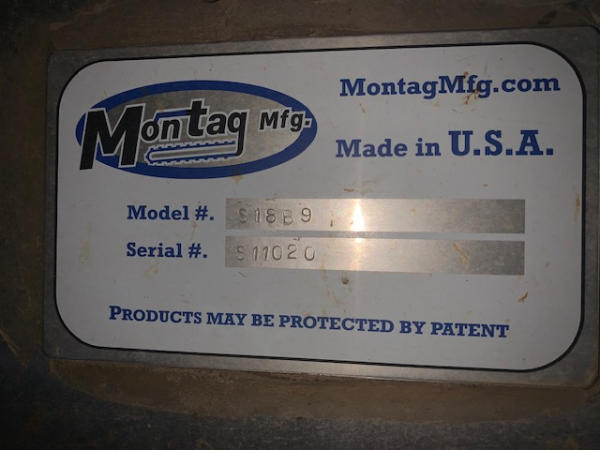 Montag Mfg.
MontagMfg.com
Made in U.S.A.
Model #. S18B9
Serial #. S11020
PRODUCTS MAY BE PROTECTED BY PATENT